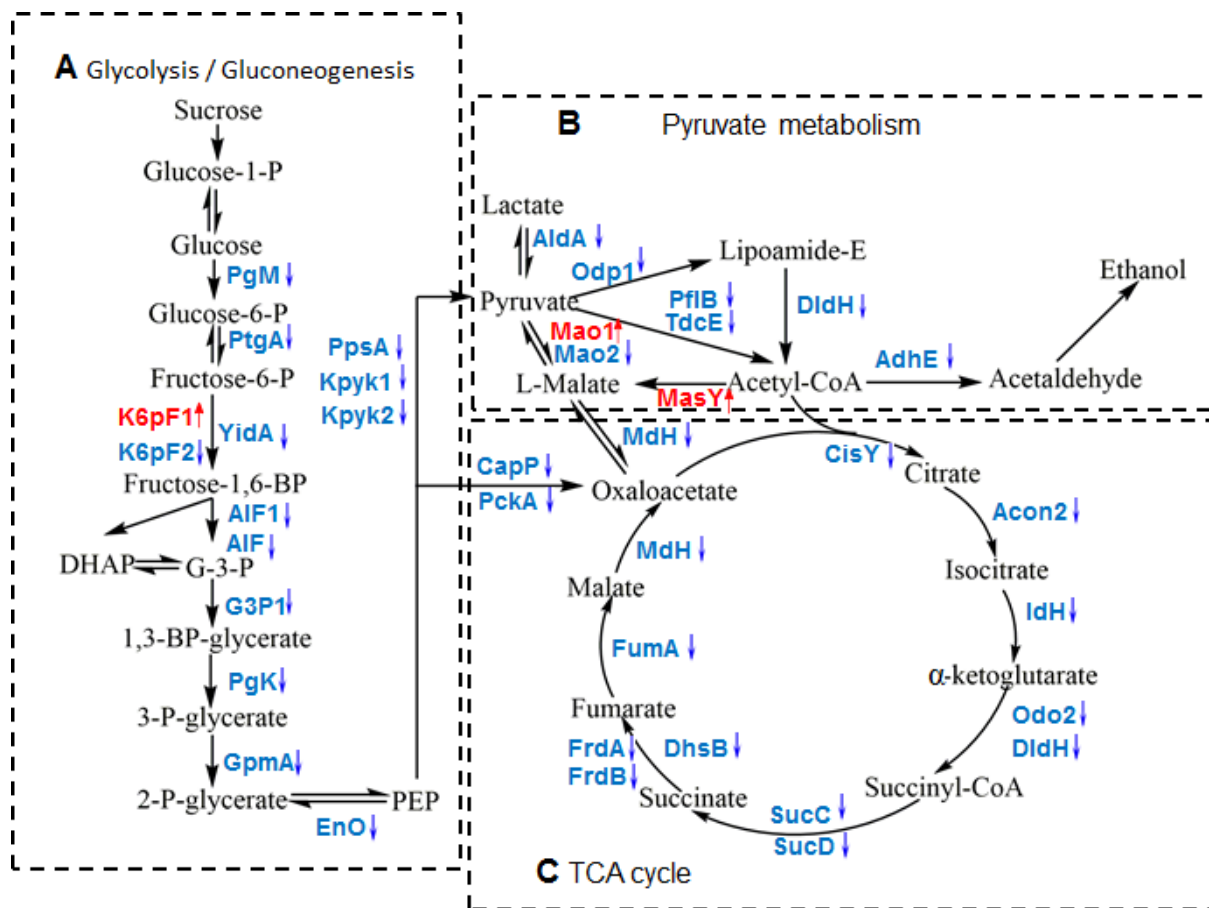 A Glycolysis / Gluconeogenesis
Sucrose
Glucose-1-P
Glucose
PgM
Glucose-6-P
PtgA
Fructose-6-P
K6pF1
YidA
K6pF2
Fructose-1,6-BP
AlF1
AlF
DHAP
G-3-P
G3P1
1,3-BP-glycerate
PgK
3-P-glycerate
GpmA
2-P-glycerate
PEP
EnO
PpsA
Kpyk1
Kpyk2
B Pyruvate metabolism
Lactate
AldA
Odp1
Lipoamide-E
Ethanol
Pyruvate
PflB
TdcE
DldH
Mao1
Mao2
L-Malate
MasY
Acetyl-CoA
AdhE
Acetaldehyde
MdH
CapP
PckA
Oxaloacetate
CisY
Citrate
Acon2
Isocitrate
IdH
α-ketoglutarate
Odo2
DldH
Succinyl-CoA
SucC
SucD
Succinate
DhsB
FrdA
FrdB
Fumarate
FumA
Malate
MdH
C TCA cycle